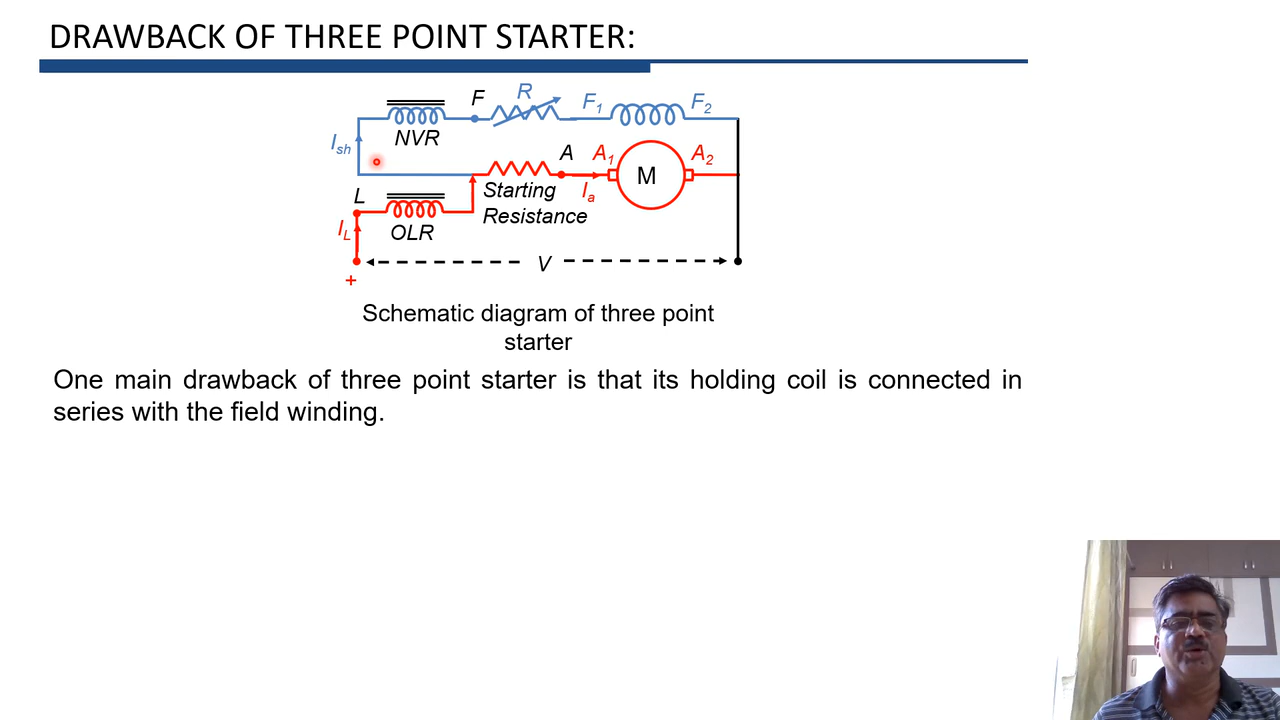 DRAWBACK OF THREE POINT STARTER:
F R F1 F2
Ish NVR
A A1 M A2
L Starting Ia
Resistance
IL OLR
V
+
Schematic diagram of three point
starter
One main drawback of three point starter is that its holding coil is connected in
series with the field winding.